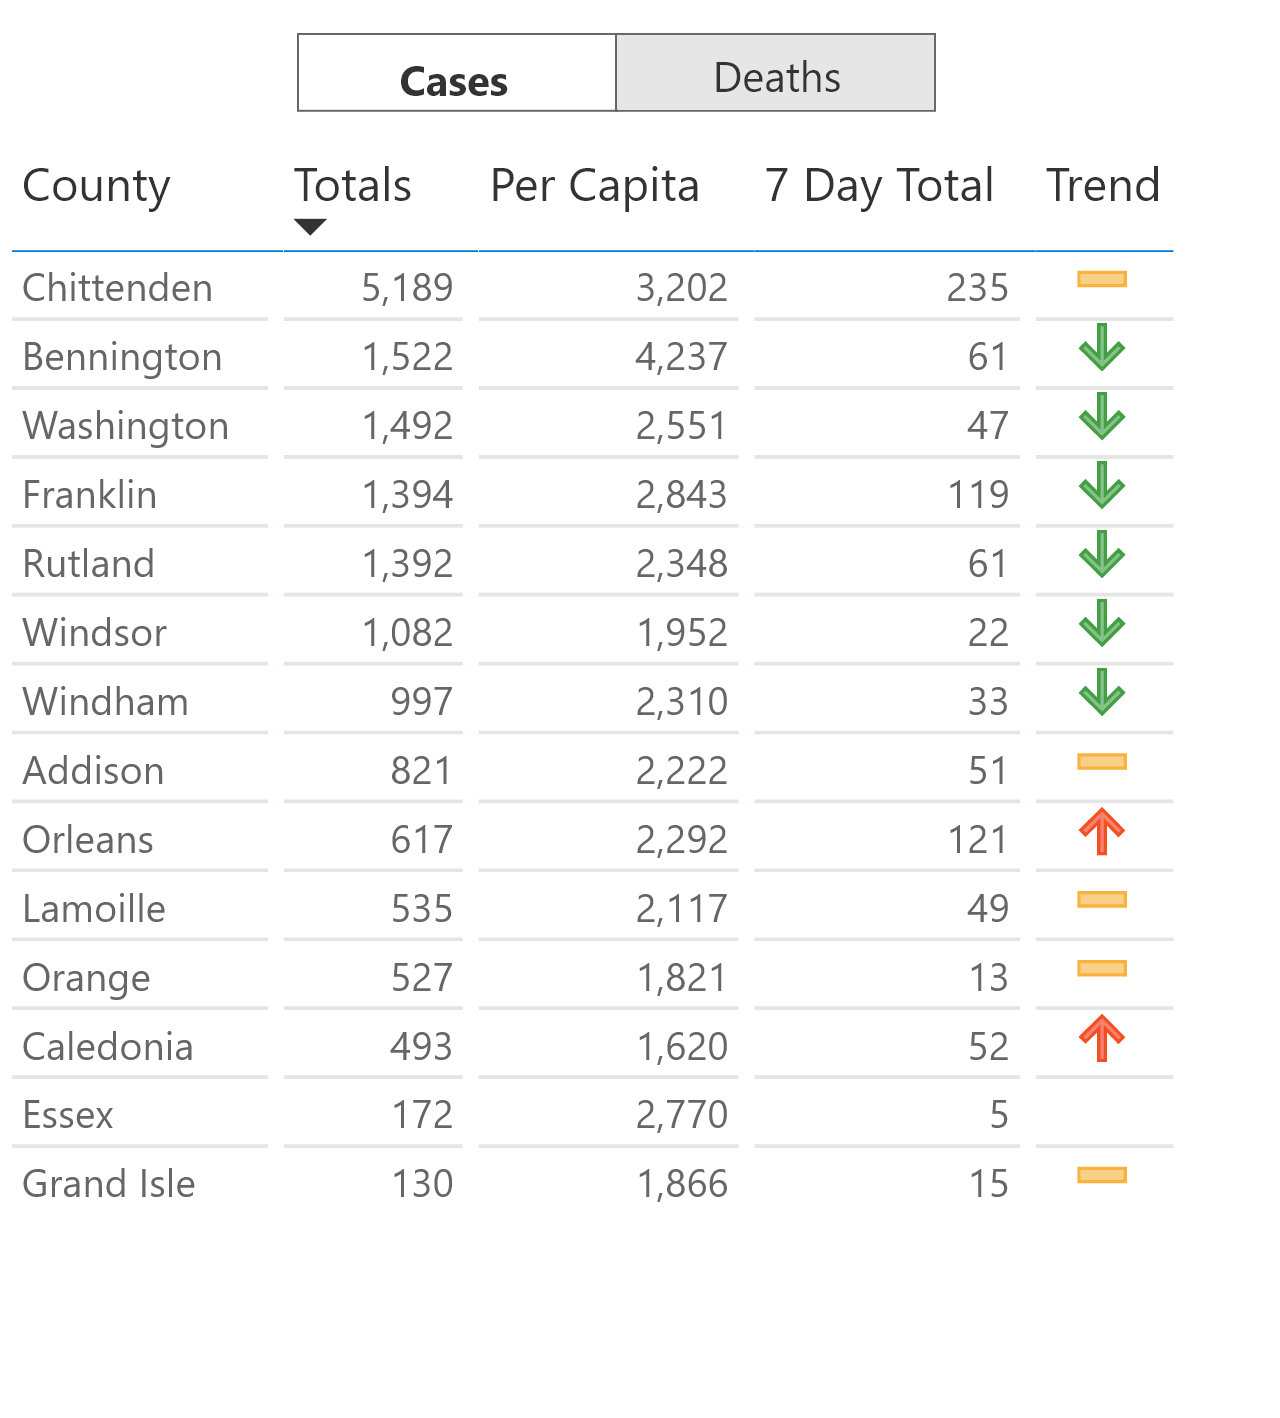 Cases Deaths
County Totals Per Capita 7 Day Total Trend
Chittenden 5,189 3,202 235
Bennington 1,522 4,237 61
Washington 1,492 2,551 47
Franklin 1,394 2,843 119
Rutland 1,392 2,348 61
Windsor 1,082 1,952 22
Windham 997 2,310 33
Addison 821 2,222 51
Orleans 617 2,292 121
Lamoille 535 2,117 49
Orange 527 1,821 13
Caledonia 493 1,620 52
Essex 172 2,770 5
Grand Isle 130 1,866 15